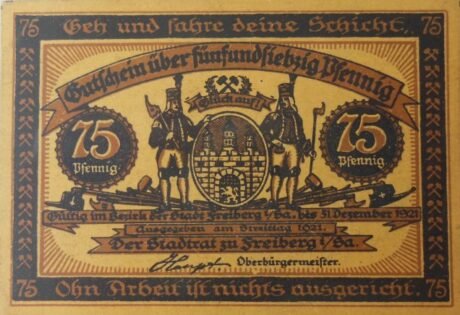 75 Geh und fahre deine Schicht. 75
Gutschein über fünfundsiebzig Pfennig
Glück auf!
75 Pfennig
75 Pfennig
Gültig im Bezirk der Stadt Freiberg i/Sa. bis 31. Dezember 1921
Ausgegeben am Streittag 1921.
Der Stadtrat zu Freiberg i/Sa.
Oberbürgermeister.
75 Ohn Arbeit ist nichts ausgericht. 75